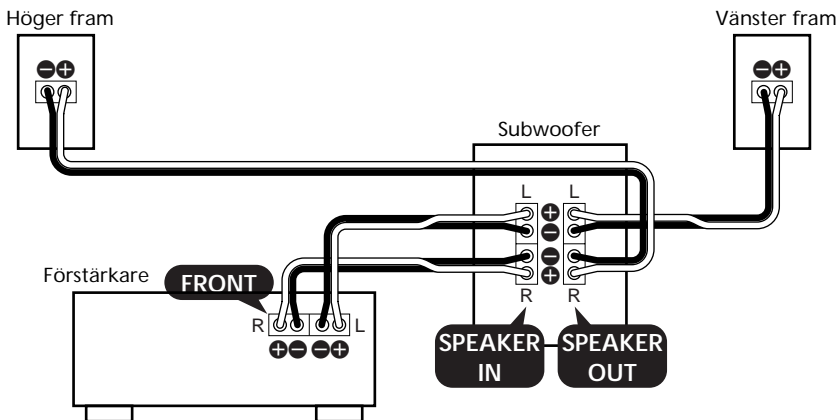 Höger fram
Vänster fram
Subwoofer
L L
R R
SPEAKER IN
SPEAKER OUT
Förstärkare
FRONT
R L